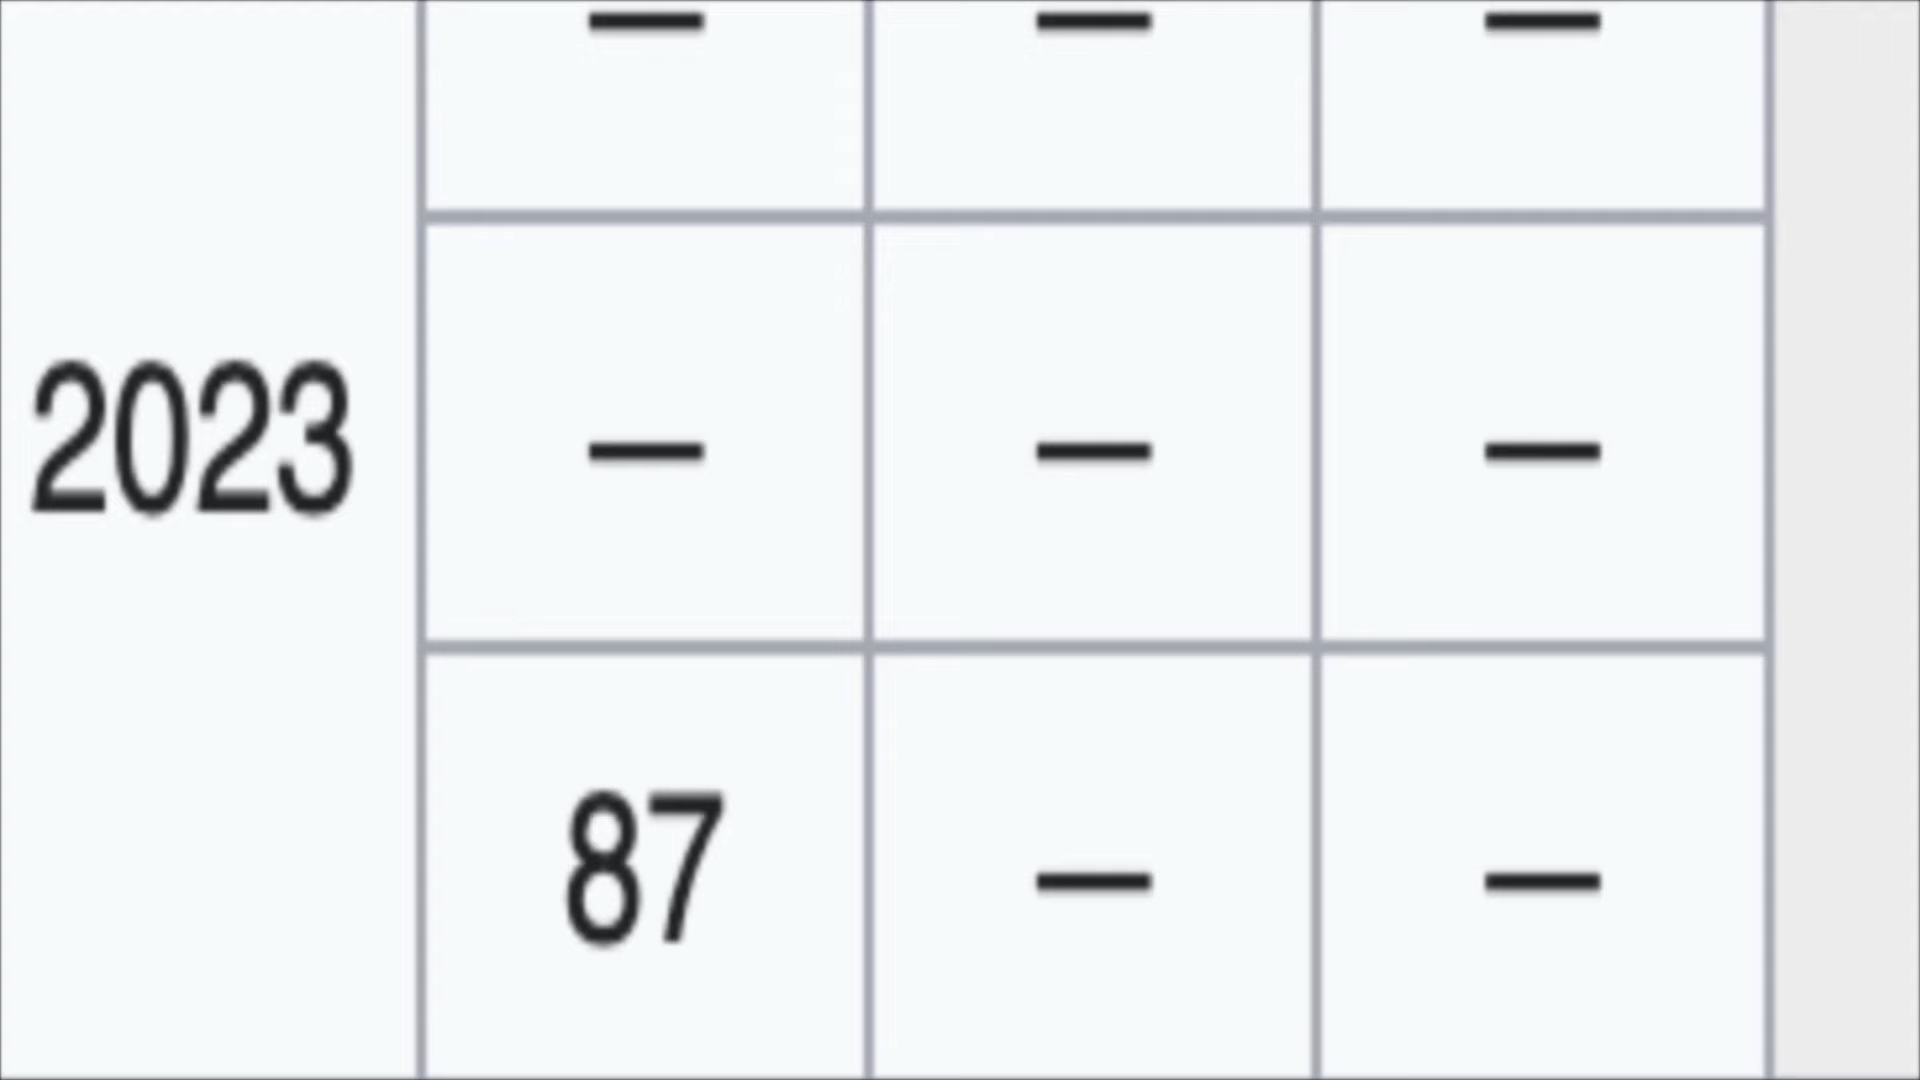 — — —
2023 — — —
87 — —